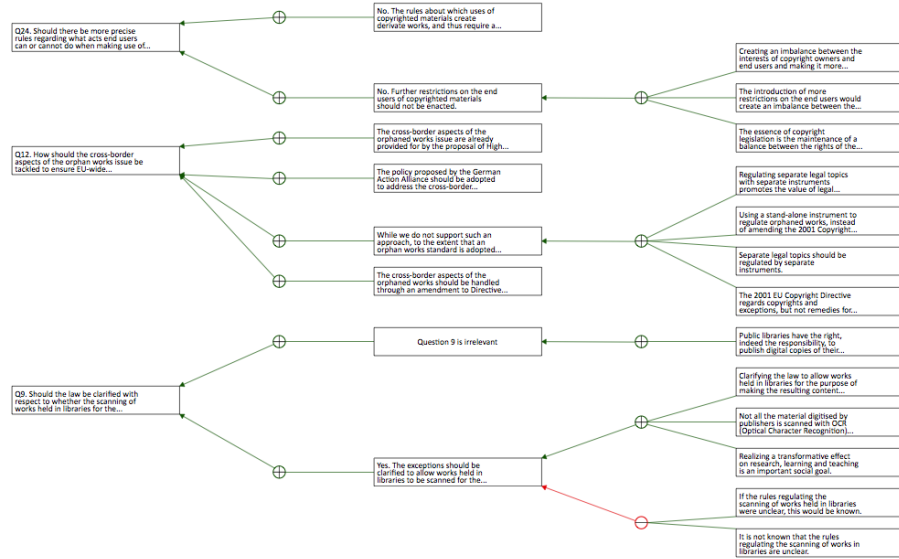 Q24. Should there be more precise
rules regarding what acts end users
can or cannot do when making use of...
No. The rules about which uses of
copyrighted materials create
derivate works, and thus require a...
No. Further restrictions on the end
users of copyrighted materials
should not be enacted.
Creating an imbalance between the
interests of copyright owners and
end users and making it more...
The introduction of more
restrictions on the end users would
create an imbalance between the...
The essence of copyright
legislation is the maintenance of a
balance between the rights of the...
Q12. How should the cross-border
aspects of the orphan works issue be
tackled to ensure EU-wide...
The cross-border aspects of the
orphaned works issue are already
provided for by the proposal of High...
The policy proposed by the German
Action Alliance should be adopted
to address the cross-border...
While we do not support such an
approach, to the extent that an
orphan works standard is adopted...
The cross-border aspects of the
orphaned works should be handled
through an amendment to Directive...
Regulating separate legal topics
with separate instruments
promotes the value of legal...
Using a stand-alone instrument to
regulate orphaned works, instead
of amending the 2001 Copyright...
Separate legal topics should be
regulated by separate
instruments.
The 2001 EU Copyright Directive
regards copyrights and
exceptions, but not remedies for...
Q9. Should the law be clarified with
respect to whether the scanning of
works held in libraries for the...
Question 9 is irrelevant
Public libraries have the right,
indeed the responsibility, to
publish digital copies of their...
Yes. The exceptions should be
clarified to allow works held in
libraries to be scanned for the...
Clarifying the law to allow works
held in libraries for the purpose of
making the resulting content...
Not all the material digitised by
publishers is scanned with OCR
(Optical Character Recognition)...
Realizing a transformative effect
on research, learning and teaching
is an important social goal.
If the rules regulating the
scanning of works held in libraries
were unclear, this would be known.
It is not known that the rules
regulating the scanning of works in
libraries are unclear.